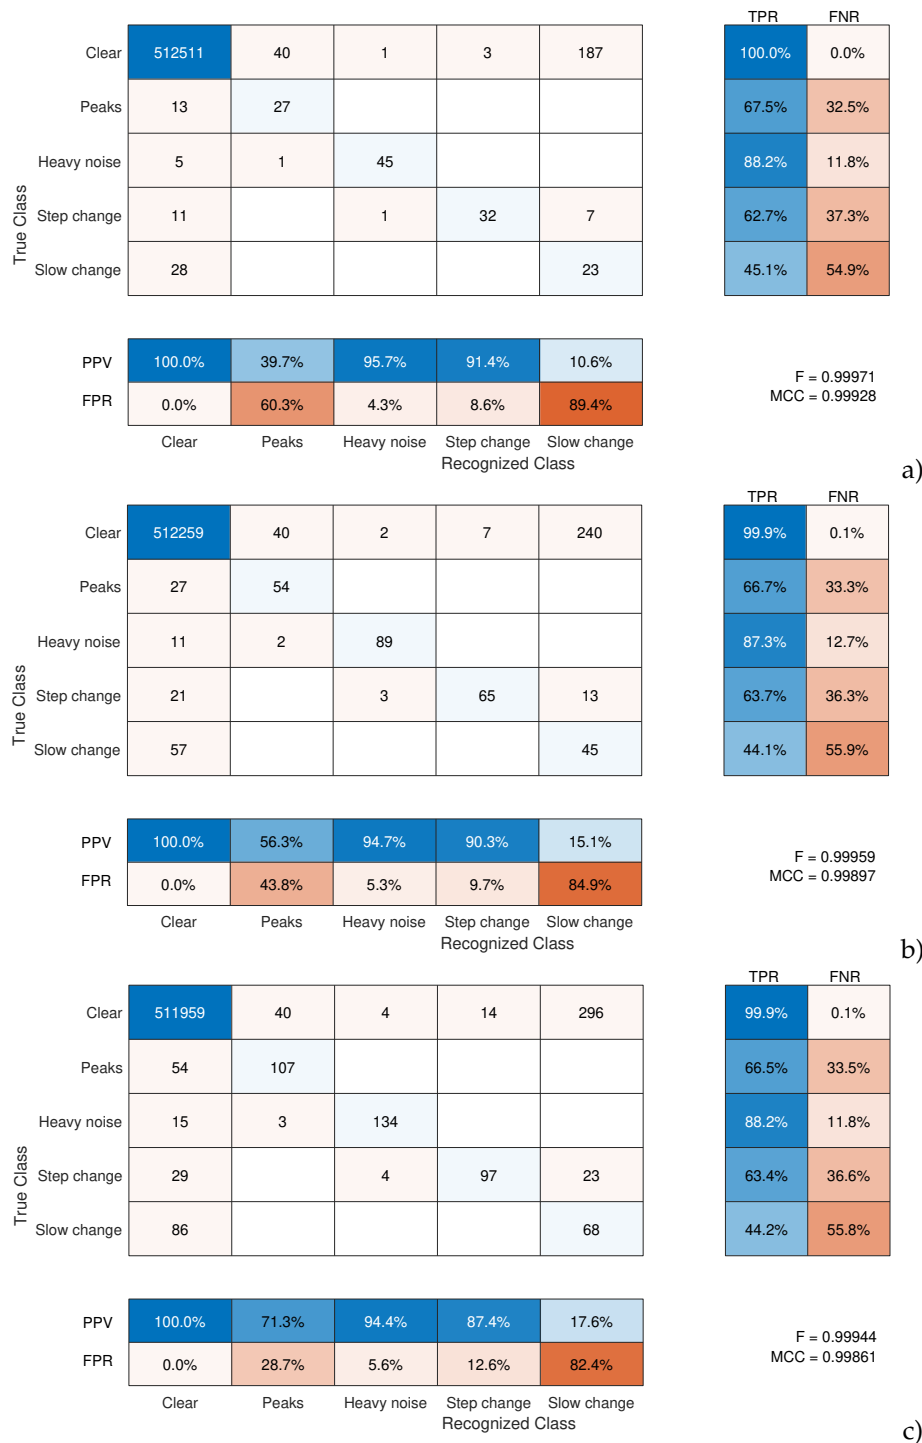 TPR FNR
Clear 512511 40 1 3 187 100.0% 0.0%
Peaks 13 27 67.5% 32.5%
Heavy noise 5 1 45 88.2% 11.8%
Step change 11 1 32 7 62.7% 37.3%
Slow change 28 23 45.1% 54.9%
True Class
PPV 100.0% 39.7% 95.7% 91.4% 10.6%
FPR 0.0% 60.3% 4.3% 8.6% 89.4%
F = 0.99971
MCC = 0.99928
Clear Peaks Heavy noise Step change Slow change
Recognized Class
a)
TPR FNR
Clear 512259 40 2 7 240 99.9% 0.1%
Peaks 27 54 66.7% 33.3%
Heavy noise 11 2 89 87.3% 12.7%
Step change 21 3 65 13 63.7% 36.3%
Slow change 57 45 44.1% 55.9%
True Class
PPV 100.0% 56.3% 94.7% 90.3% 15.1%
FPR 0.0% 43.8% 5.3% 9.7% 84.9%
F = 0.99959
MCC = 0.99897
Clear Peaks Heavy noise Step change Slow change
Recognized Class
b)
TPR FNR
Clear 511959 40 4 14 296 99.9% 0.1%
Peaks 54 107 66.5% 33.5%
Heavy noise 15 3 134 88.2% 11.8%
Step change 29 4 97 23 63.4% 36.6%
Slow change 86 68 44.2% 55.8%
True Class
PPV 100.0% 71.3% 94.4% 87.4% 17.6%
FPR 0.0% 28.7% 5.6% 12.6% 82.4%
F = 0.99944
MCC = 0.99861
Clear Peaks Heavy noise Step change Slow change
Recognized Class
c)